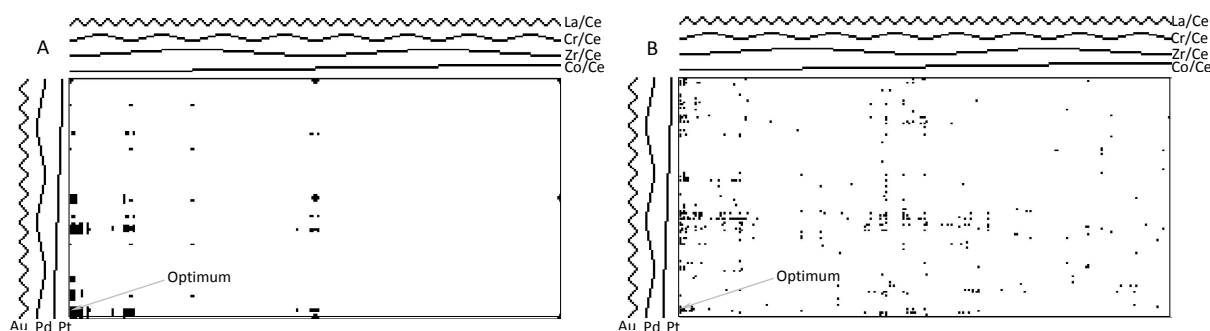 A
La/Ce
Cr/Ce
Zr/Ce
Co/Ce
Optimum
Au Pd Pt
B
La/Ce
Cr/Ce
Zr/Ce
Co/Ce
Optimum
Au Pd Pt